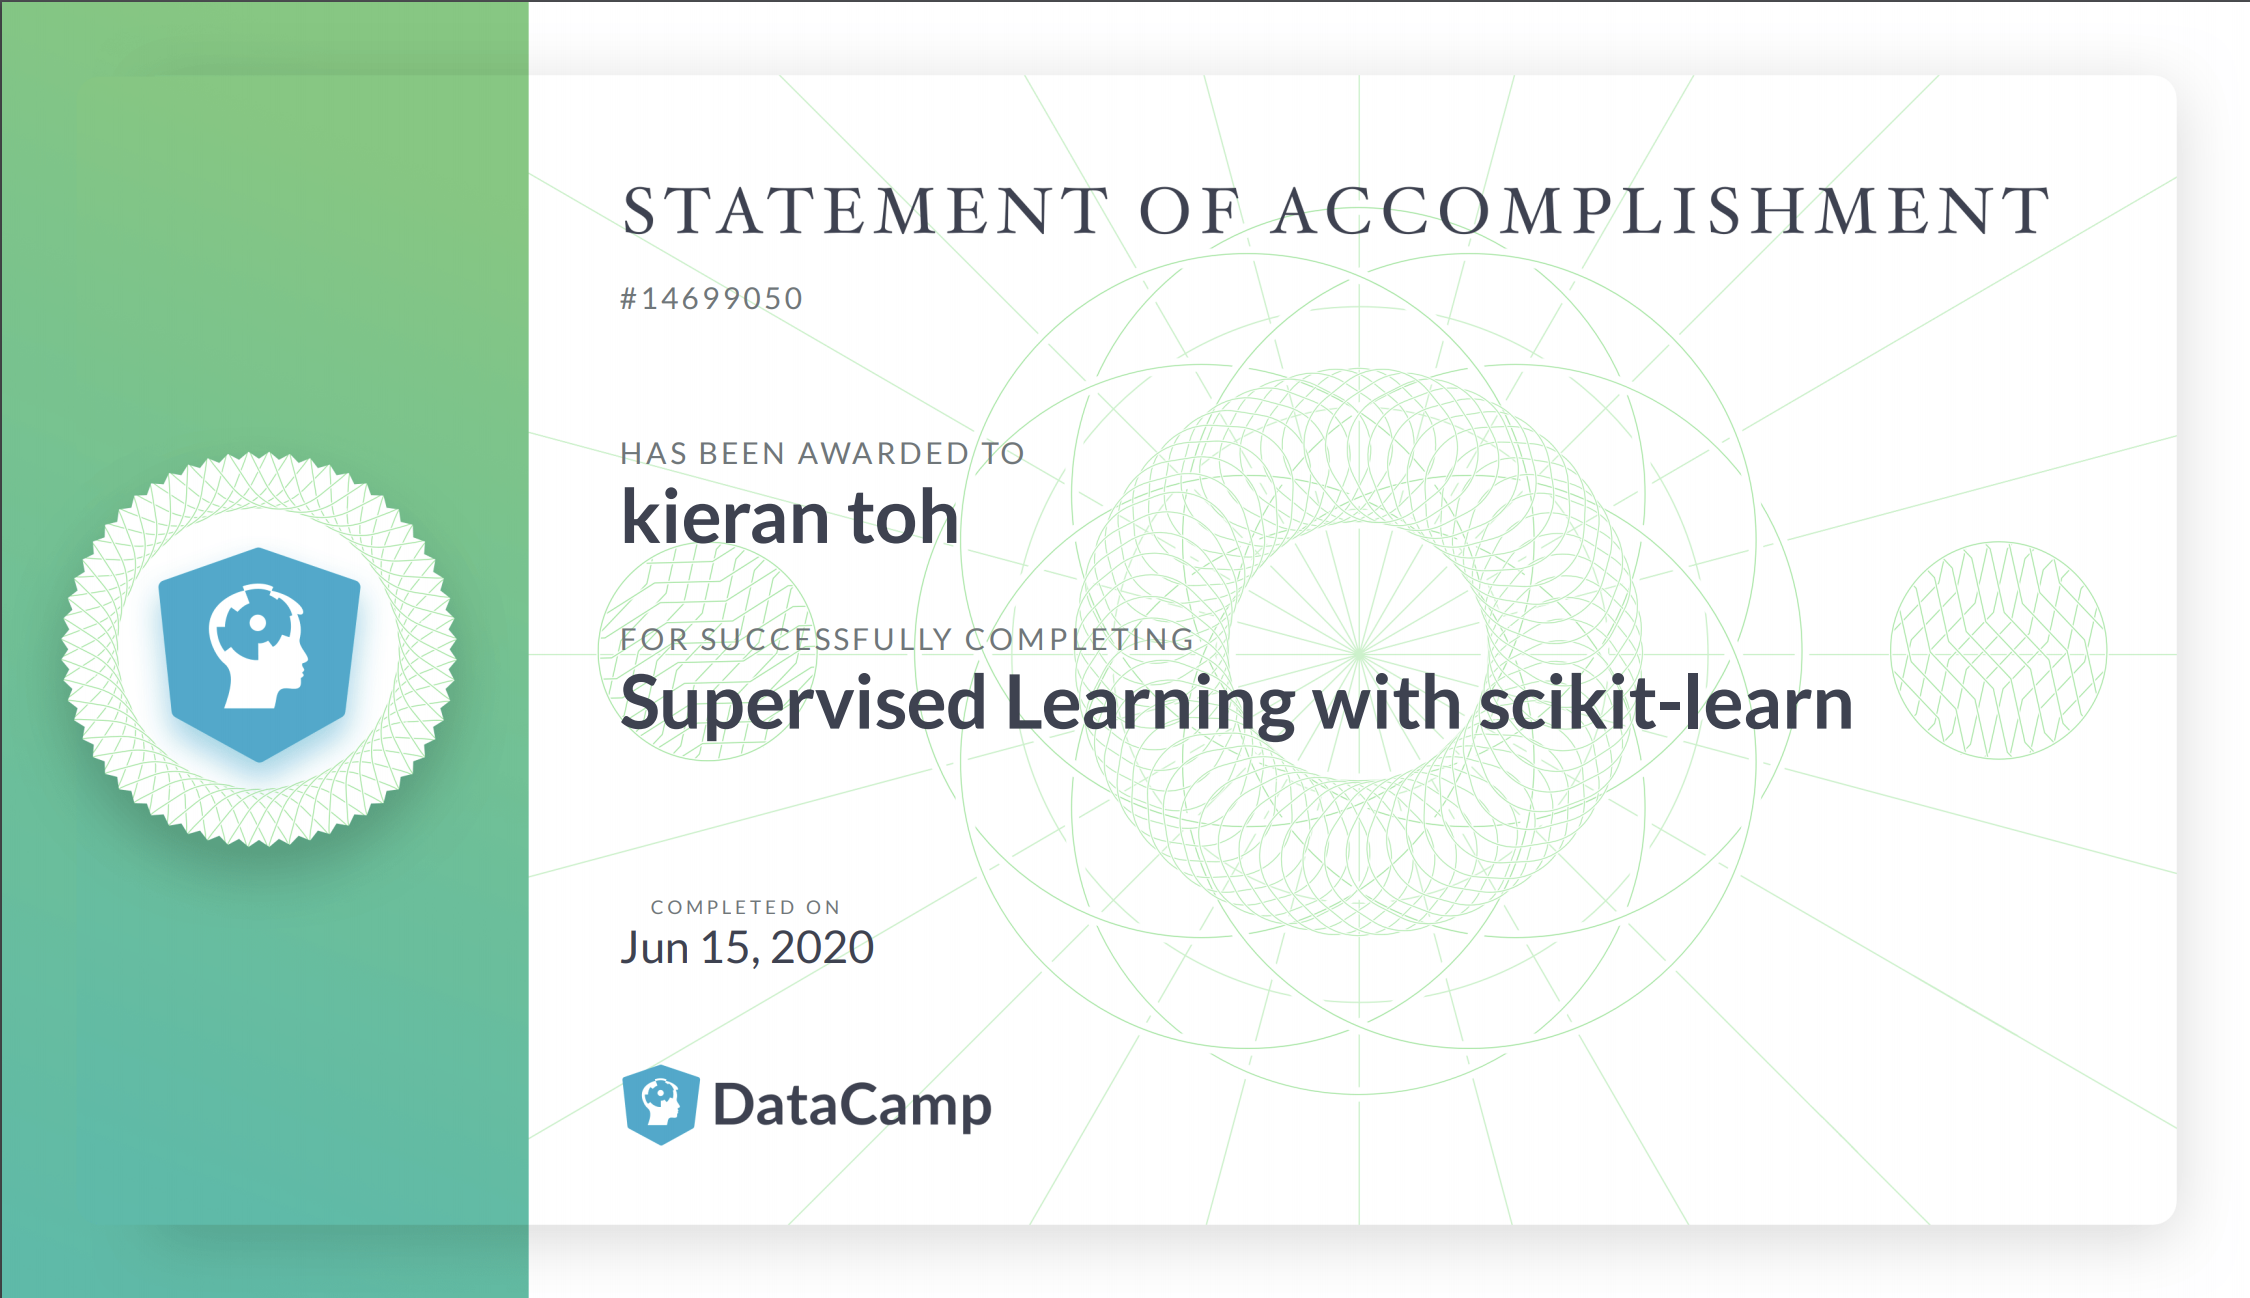 STATEMENT OF ACCOMPLISHMENT
#14699050
HAS BEEN AWARDED TO
kieran toh
FOR SUCCESSFULLY COMPLETING
Supervised Learning with scikit-learn
COMPLETED ON
Jun 15, 2020
DataCamp